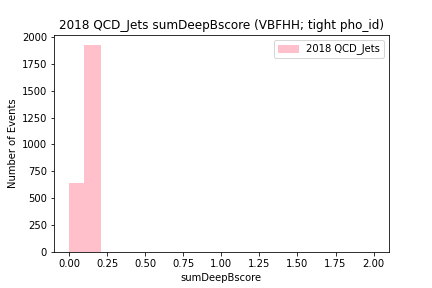 2018 QCD_Jets sumDeepBscore (VBFHH; tight pho_id)
2018 QCD_Jets
Number of Events
2000
1750
1500
1250
1000
750
500
250
0
0.00 0.25 0.50 0.75 1.00 1.25 1.50 1.75 2.00
sumDeepBscore